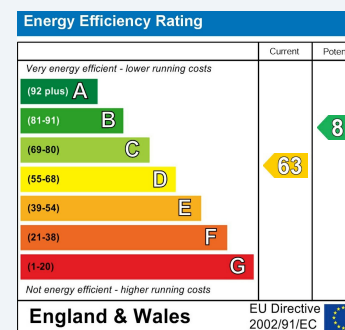 Energy Efficiency Rating
Current
Very energy efficient - lower running costs
(92 plus) A
(81-91) B
(69-80) C
(55-68) D
63
(39-54) E
(21-38) F
(1-20) G
Not energy efficient - higher running costs
England & Wales
EU Directive
2002/91/EC